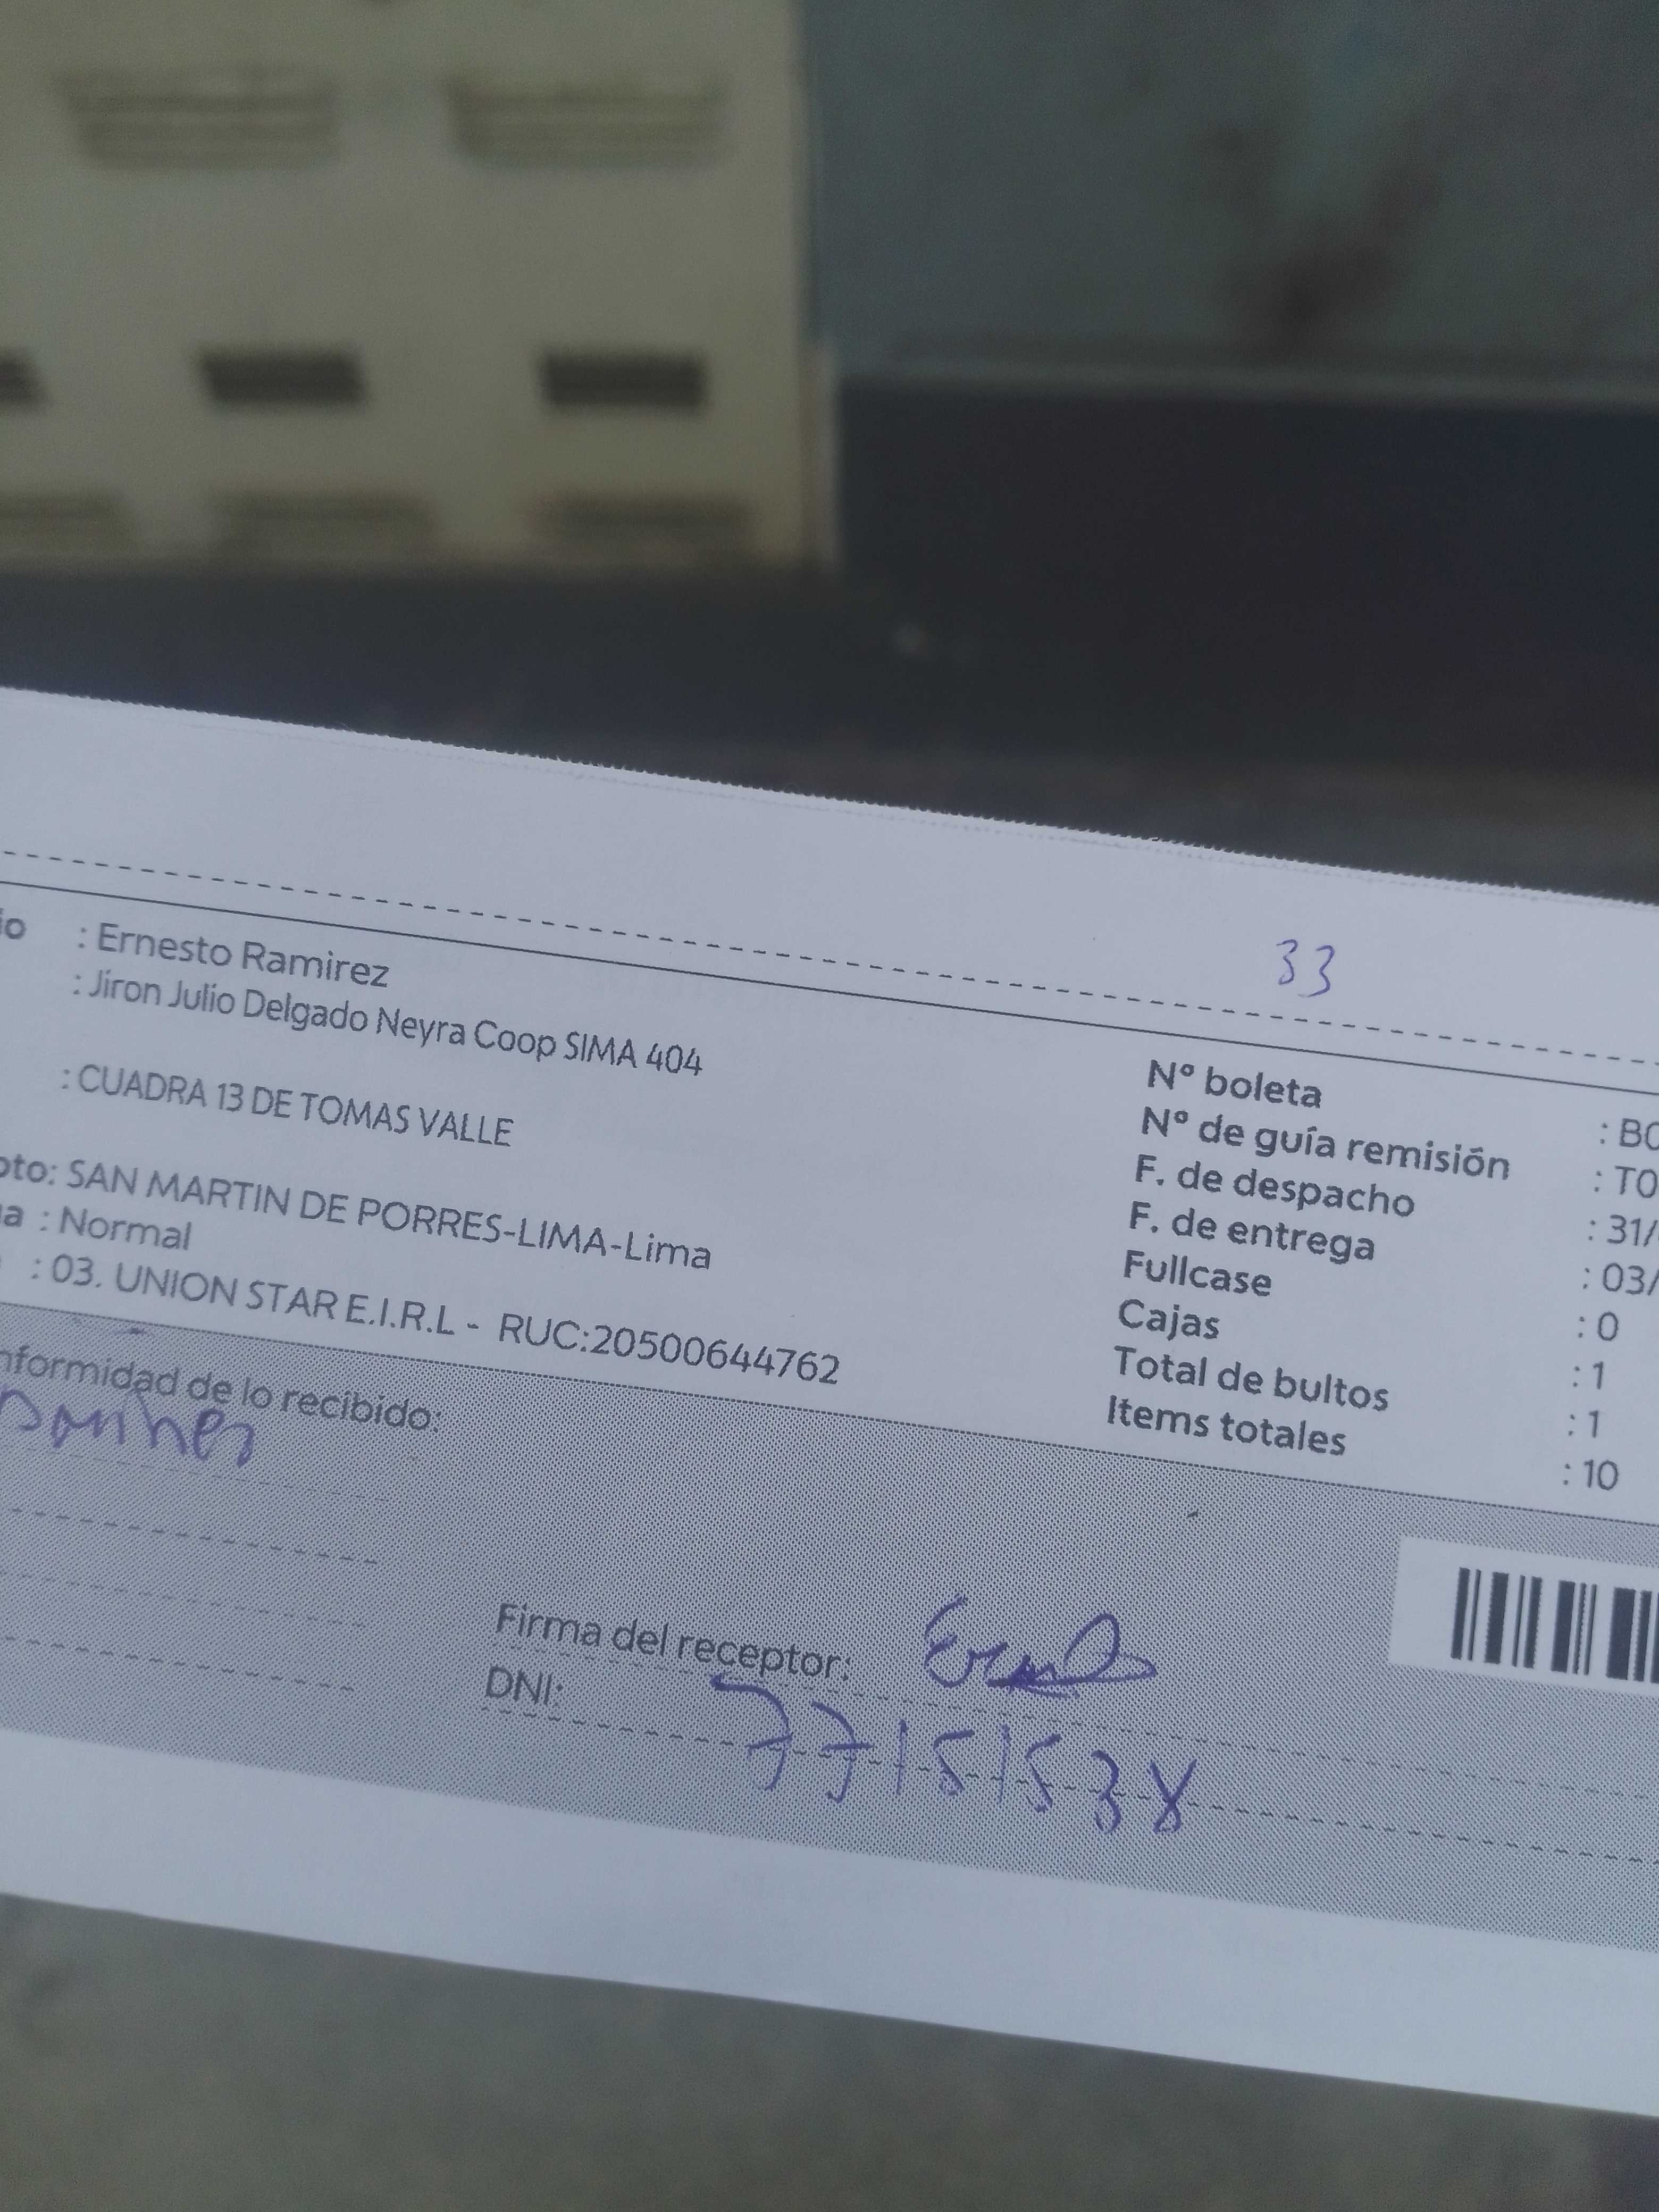 33
io : Ernesto Ramirez
: Jiron Julio Delgado Neyra Coop SIMA 404
: CUADRA 13 DE TOMAS VALLE
pto: SAN MARTIN DE PORRES-LIMA-Lima
a : Normal
: 03. UNION STAR E.I.R.L - RUC:20500644762
N° boleta : B0
N° de guía remisión : T0
F. de despacho : 31/
F. de entrega : 03/
Fullcase : 0
Cajas : 1
Total de bultos : 1
Items totales : 10
nformidad de lo recibido:
Firma del receptor:
DNI: 77151538